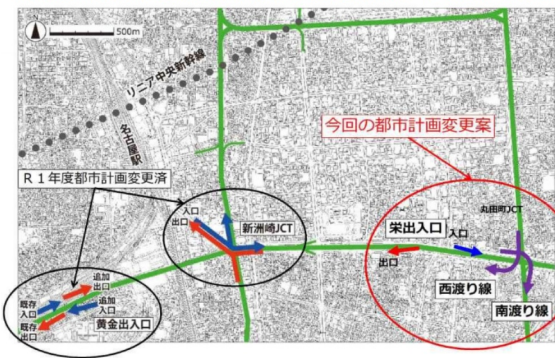 500m
リニア中央新幹線
名古屋駅
今回の都市計画変更案
R1年度都市計画変更済
入口
出口
新洲崎JCT
丸田町JCT
栄出入口
入口
出口
西渡り線
南渡り線
追加
出口
既存
入口
追加
入口
既存
出口
黄金出入口